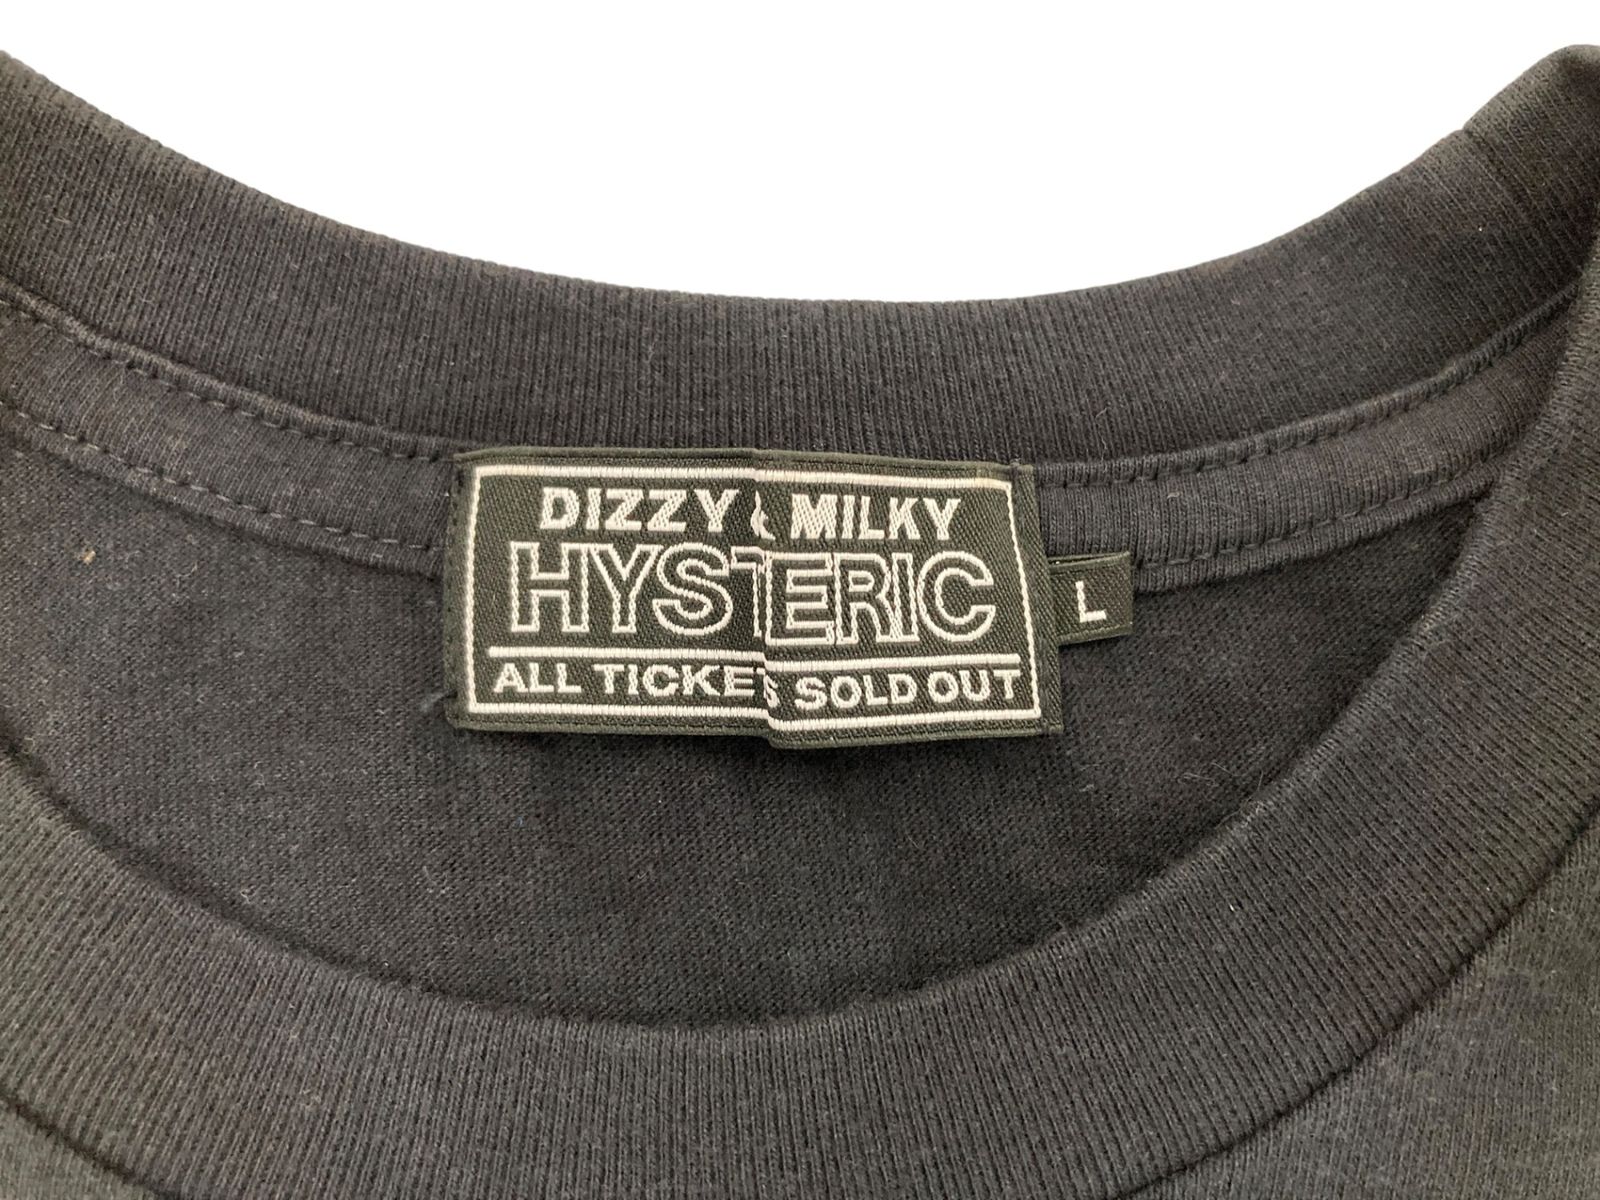 DIZZY & MILKY
HYSTERIC
ALL TICKETS SOLD OUT
L